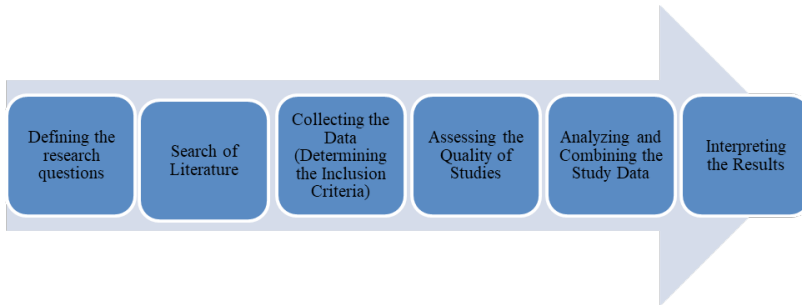 Defining the
research
questions
Search of
Literature
Collecting the
Data
(Determining
the Inclusion
Criteria)
Assessing the
Quality of
Studies
Analyzing and
Combining the
Study Data
Interpreting
the Results